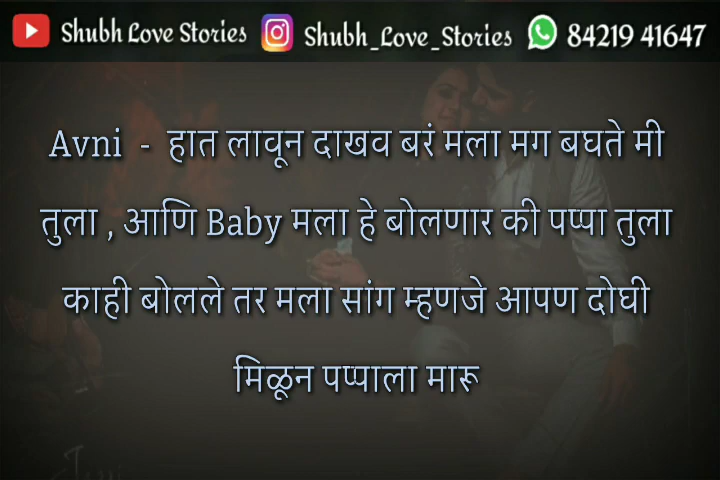 Shubh Love Stories Shubh_Love_Stories 84219 41647
Avni - हात लावून दाखव बरं मला मग बघते मी
तुला , आणि Baby मला हे बोलणार की पप्पा तुला
काही बोलले तर मला सांग म्हणजे आपण दोघी
मिळून पप्पाला मारू